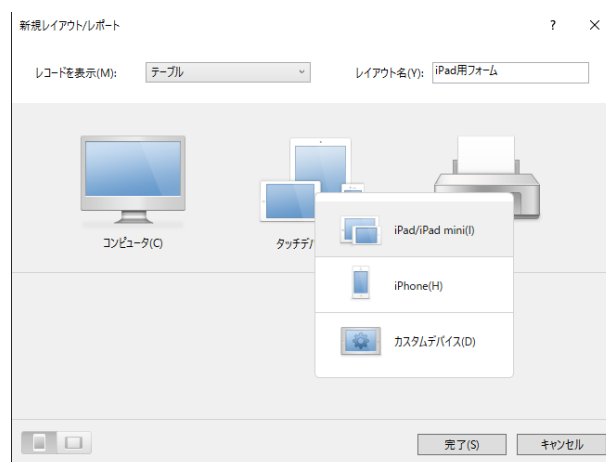 新規レイアウト/レポート
?
レコードを表示(M):
テーブル
レイアウト名(Y):
iPad用フォーム
コンピュータ(C)
タッチデバ
iPad/iPad mini(I)
iPhone(H)
カスタムデバイス(D)
完了(S)
キャンセル